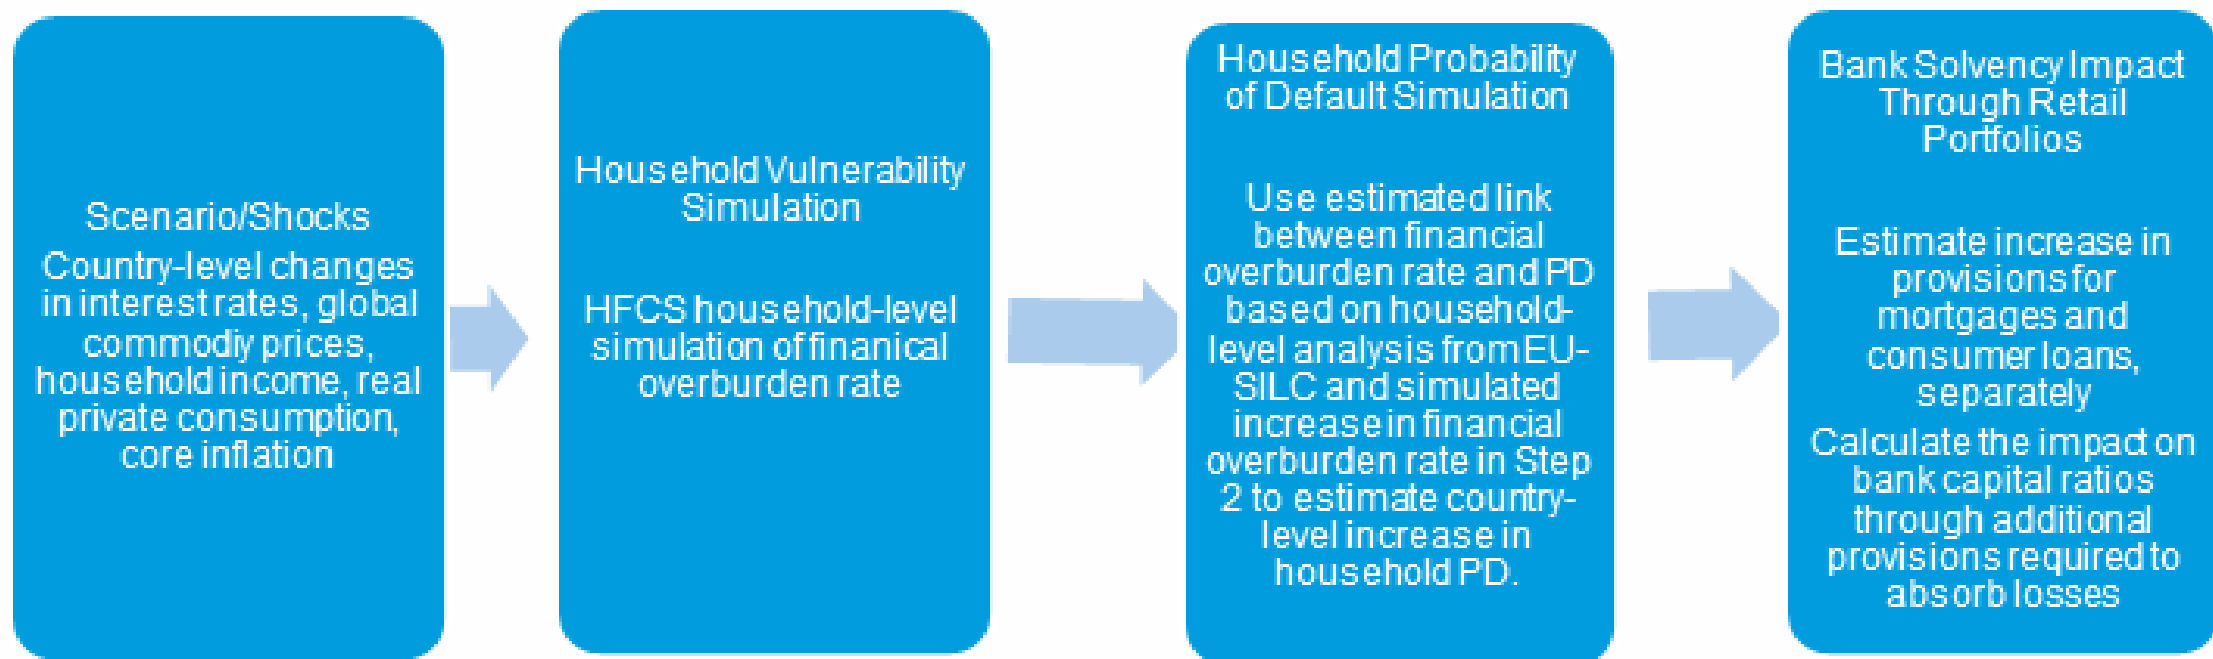 Scenario/Shocks
Country-level changes
in interest rates, global
commodiy prices,
household income, real
private consumption,
core inflation
Household Vulnerability
Simulation
HFCS household-level
simulation of finanical
overburden rate
Household Probability
of Default Simulation
Use estimated link
between financial
overburden rate and PD
based on household-
level analysis from EU-
SILC and simulated
increase in financial
overburden rate in Step
2 to estimate country-
level increase in
household PD.
Bank Solvency Impact
Through Retail
Portfolios
Estimate increase in
provisions for
mortgages and
consumer loans,
separately
Calculate the impact on
bank capital ratios
through additional
provisions required to
absorb losses